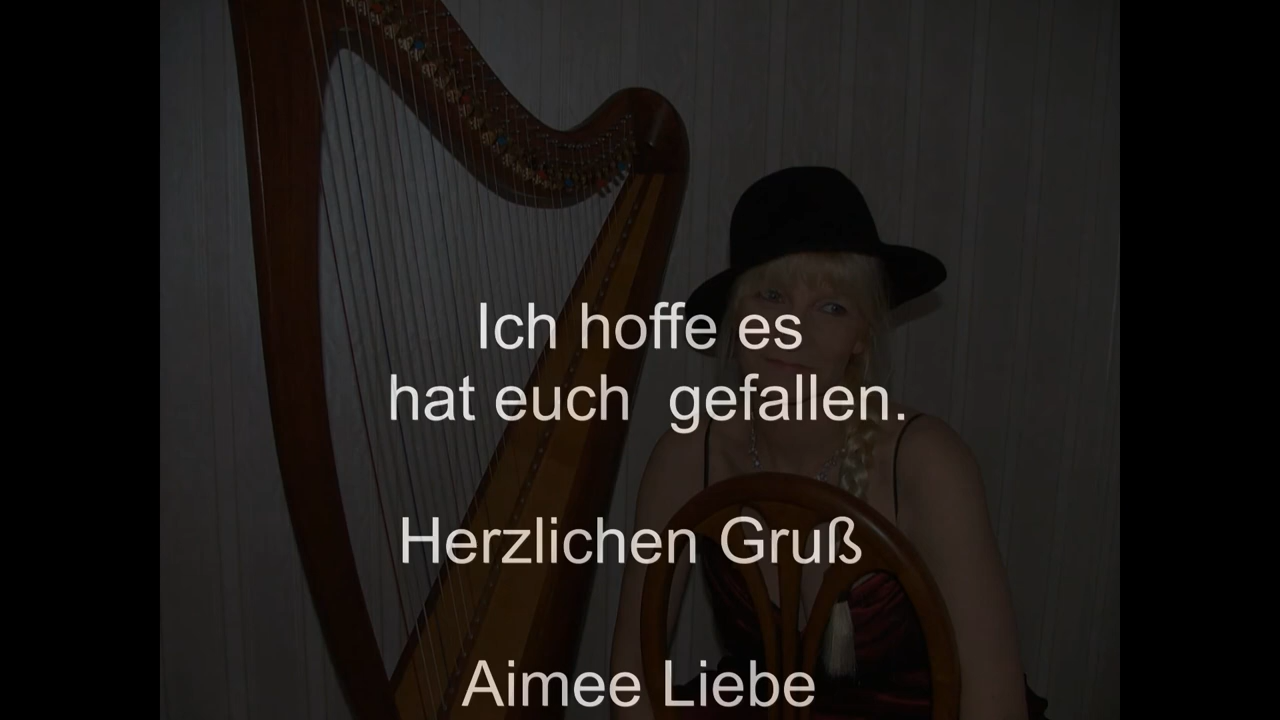 Ich hoffe es
hat euch gefallen.
Herzlichen Gruß
Aimee Liebe